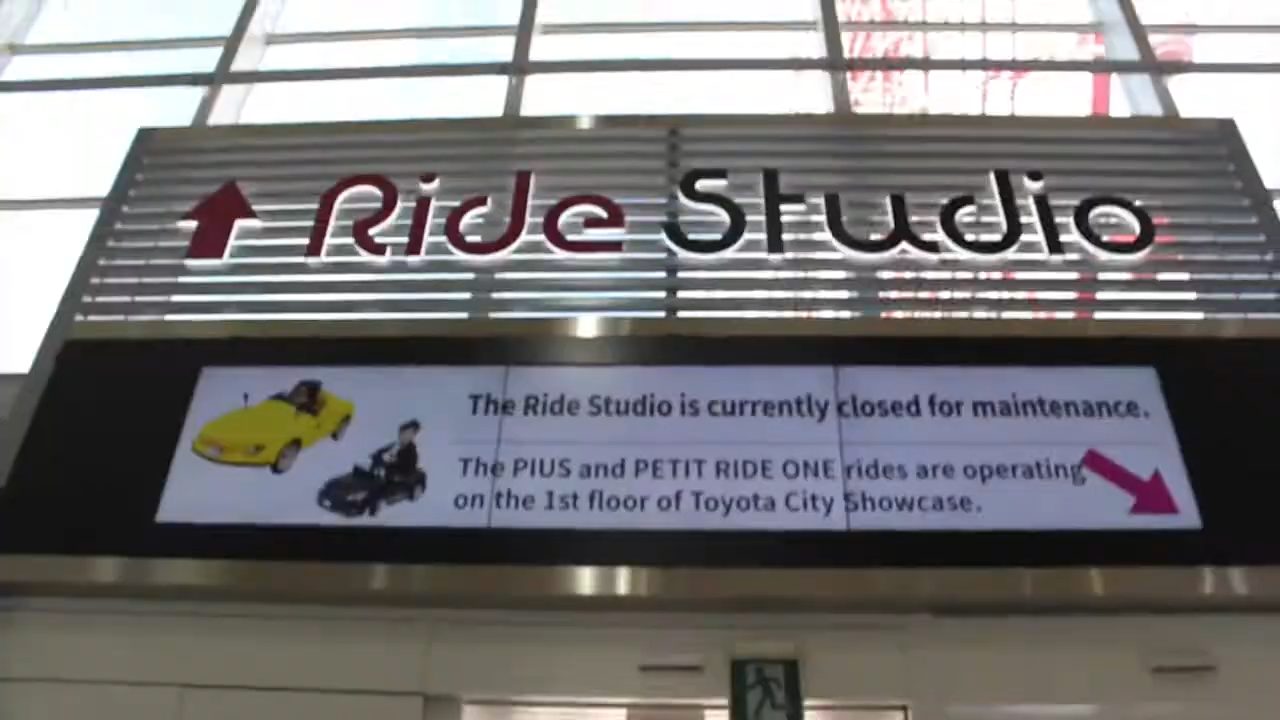 Ride Studio
The Ride Studio is currently closed for maintenance.
The PIUS and PETIT RIDE ONE rides are operating
on the 1st floor of Toyota City Showcase.